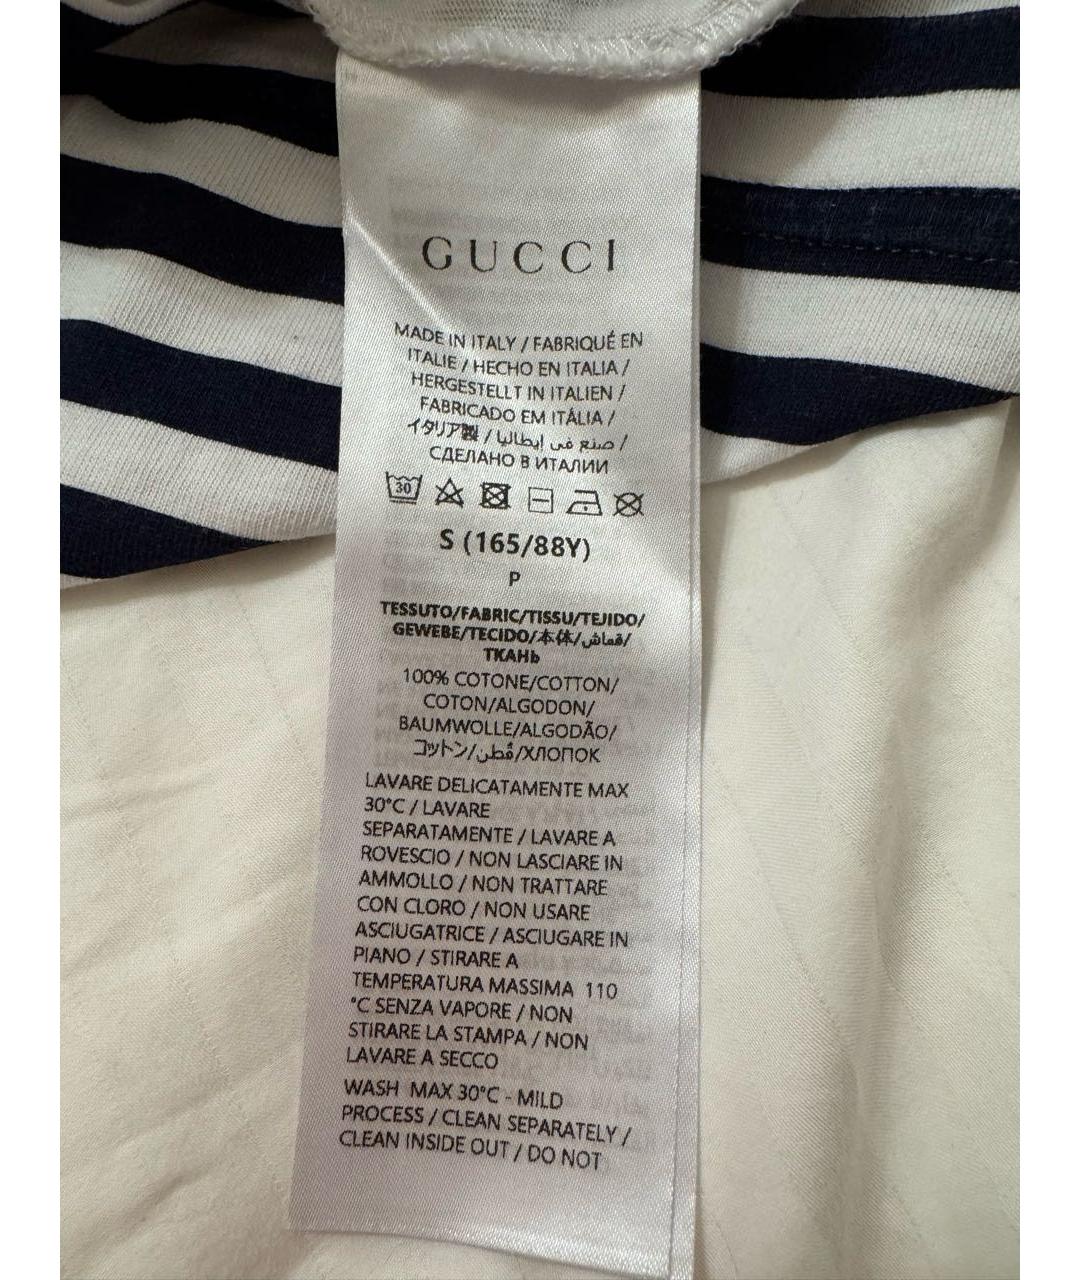 GUCCI
MADE IN ITALY / FABRIQUÉ EN
ITALIE / HECHO EN ITALIA /
HERGESTELLT IN ITALIEN /
FABRICADO EM ITÁLIA /
イタリア製 / صنع في إيطاليا /
СДЕЛАНО В ИТАЛИИ
30
S (165/88Y)
P
TESSUTO/FABRIC/TISSU/TEJIDO/
GEWEBE/TECIDO/本体/قماش/
ТКАНЬ
100% COTONE/COTTON/
COTON/ALGODON/
BAUMWOLLE/ALGODÃO/
コットン/قُطن/ХЛОПОК
LAVARE DELICATAMENTE MAX
30°C / LAVARE
SEPARATAMENTE / LAVARE A
ROVESCIO / NON LASCIARE IN
AMMOLLO / NON TRATTARE
CON CLORO / NON USARE
ASCIUGATRICE / ASCIUGARE IN
PIANO / STIRARE A
TEMPERATURA MASSIMA 110
°C SENZA VAPORE / NON
STIRARE LA STAMPA / NON
LAVARE A SECCO
WASH MAX 30°C - MILD
PROCESS / CLEAN SEPARATELY /
CLEAN INSIDE OUT / DO NOT